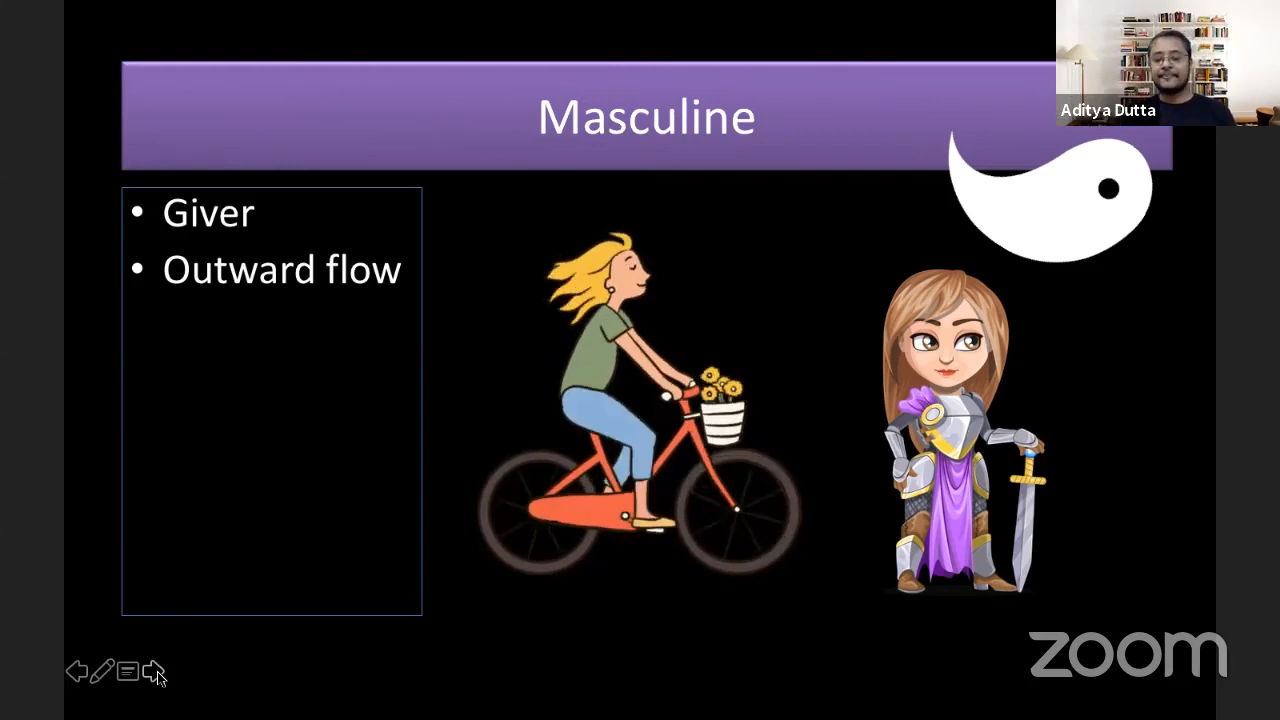 Masculine
Aditya Dutta
• Giver
• Outward flow
zoom